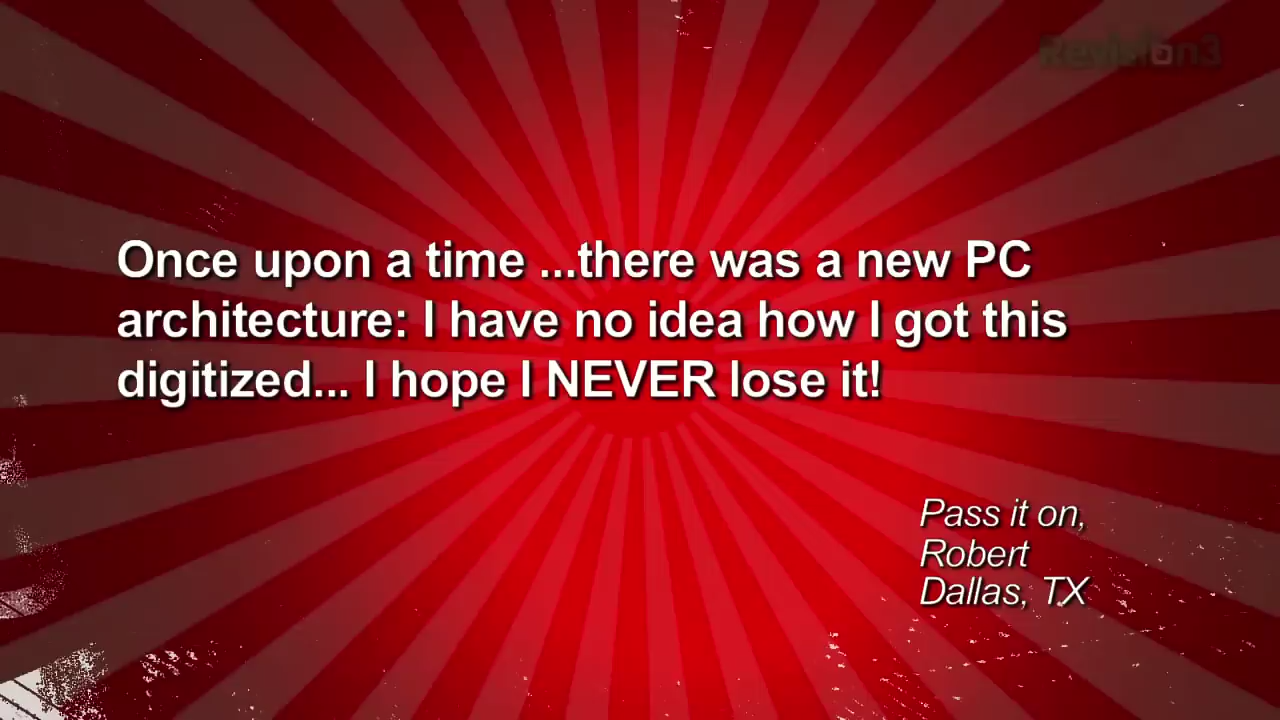 Revision3
Once upon a time ...there was a new PC
architecture: I have no idea how I got this
digitized... I hope I NEVER lose it!
Pass it on,
Robert
Dallas, TX